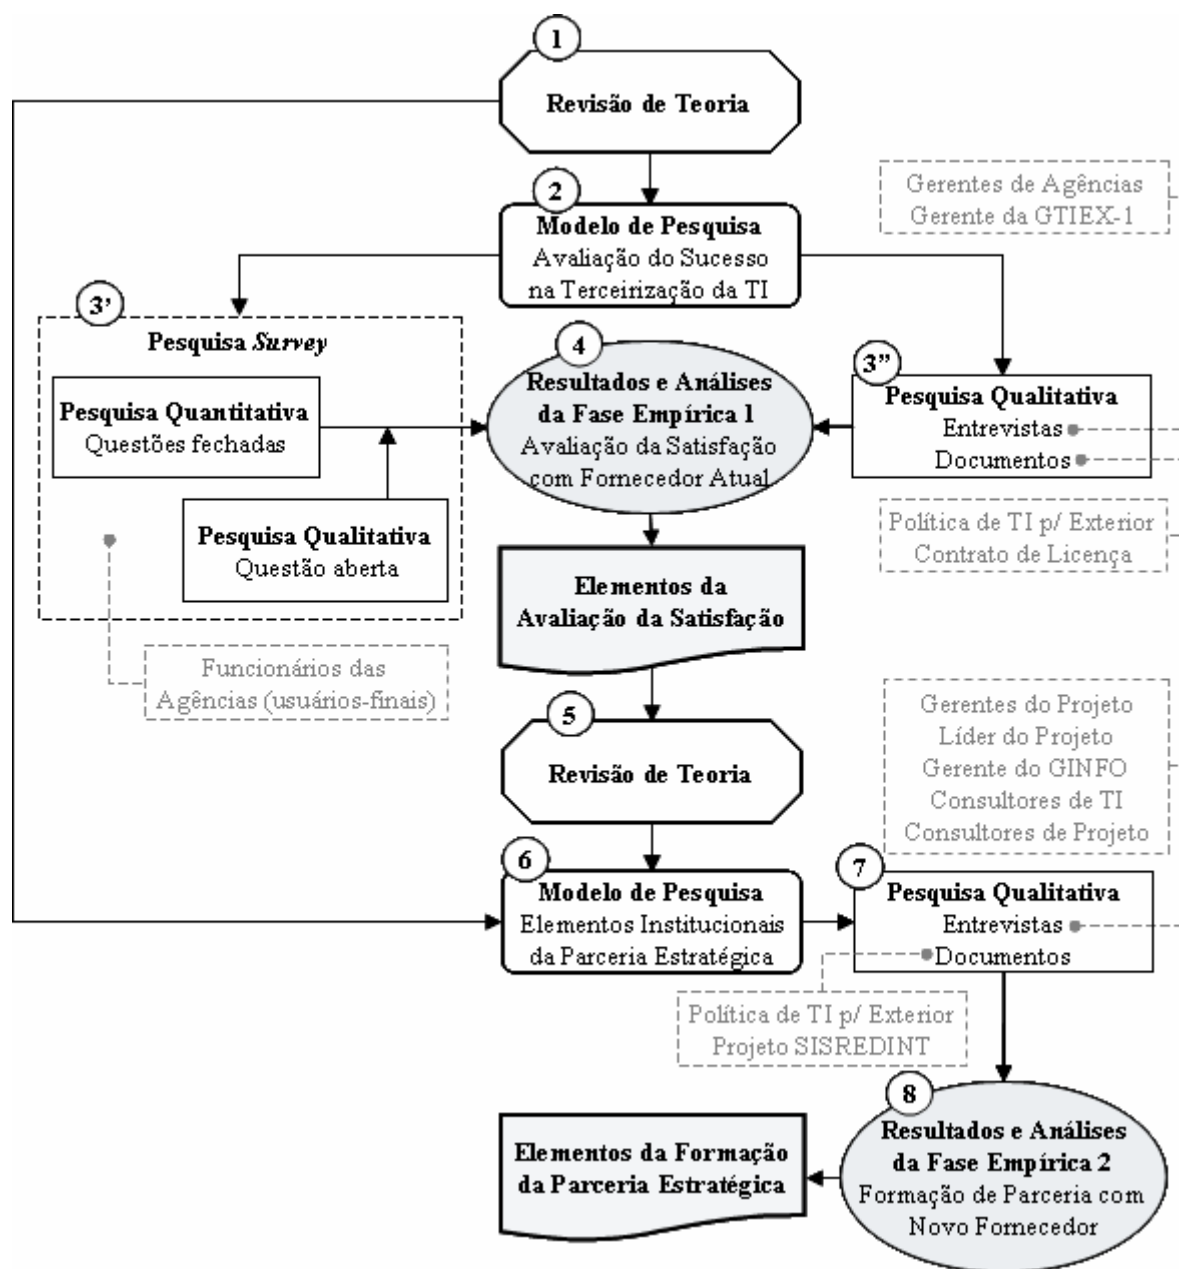 1
Revisão de Teoria
2
Modelo de Pesquisa
Avaliação do Sucesso
na Terceirização da TI
Gerentes de Agências
Gerente da GTIEX-1
3’
Pesquisa Survey
Pesquisa Quantitativa
Questões fechadas
Pesquisa Qualitativa
Questão aberta
Funcionários das
Agências (usuários-finais)
4
Resultados e Análises
da Fase Empírica 1
Avaliação da Satisfação
com Fornecedor Atual
3”
Pesquisa Qualitativa
Entrevistas
Documentos
Política de TI p/ Exterior
Contrato de Licença
Elementos da
Avaliação da Satisfação
5
Revisão de Teoria
Gerentes do Projeto
Líder do Projeto
Gerente do GINFO
Consultores de TI
Consultores de Projeto
6
Modelo de Pesquisa
Elementos Institucionais
da Parceria Estratégica
7
Pesquisa Qualitativa
Entrevistas
Documentos
Política de TI p/ Exterior
Projeto SISREDINT
8
Resultados e Análises
da Fase Empírica 2
Formação de Parceria com
Novo Fornecedor
Elementos da Formação
da Parceria Estratégica